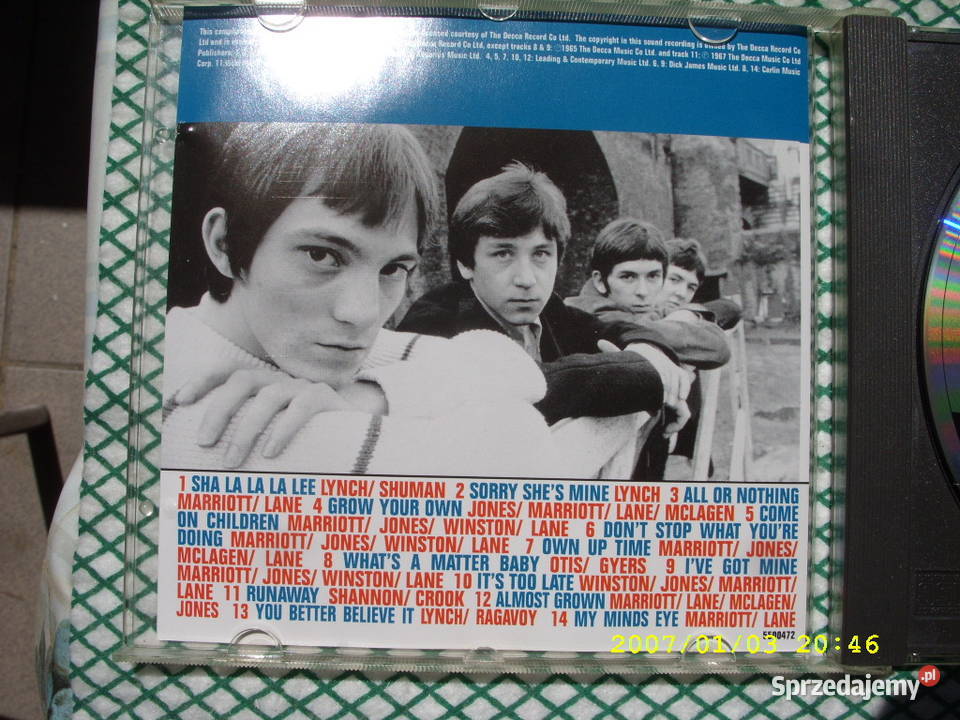 This compila
censed courtesy of The Decca Record Co Ltd. The copyright in this sound recording is owned by The Decca Record Co
Ltd and is
Record Co Ltd, except tracks 8 & 9: ℗1965 The Decca Music Co Ltd. and track 11: ℗ 1967 The Decca Music Co Ltd
Publishers:
4, 5, 7, 10, 12: Leading & Contemporary Music Ltd. 6, 9: Dick James Music Ltd. 8, 14: Carlin Music
Corp. 11:
1 SHA LA LA LA LEE LYNCH/ SHUMAN 2 SORRY SHE'S MINE LYNCH 3 ALL OR NOTHING
MARRIOTT/ LANE 4 GROW YOUR OWN JONES/ MARRIOTT/ LANE/ MCLAGEN 5 COME
ON CHILDREN MARRIOTT/ JONES/ WINSTON/ LANE 6 DON'T STOP WHAT YOU'RE
DOING MARRIOTT/ JONES/ WINSTON/ LANE 7 OWN UP TIME MARRIOTT/ JONES/
MCLAGEN/ LANE 8 WHAT'S A MATTER BABY OTIS/ GYERS 9 I'VE GOT MINE
MARRIOTT/ JONES/ WINSTON/ LANE 10 IT'S TOO LATE WINSTON/ JONES/ MARRIOTT/
LANE 11 RUNAWAY SHANNON/ CROOK 12 ALMOST GROWN MARRIOTT/ LANE/ MCLAGEN/
JONES 13 YOU BETTER BELIEVE IT LYNCH/ RAGAVOY 14 MY MINDS EYE MARRIOTT/ LANE
2007/01/03 20:46
Sprzedajemy.pl